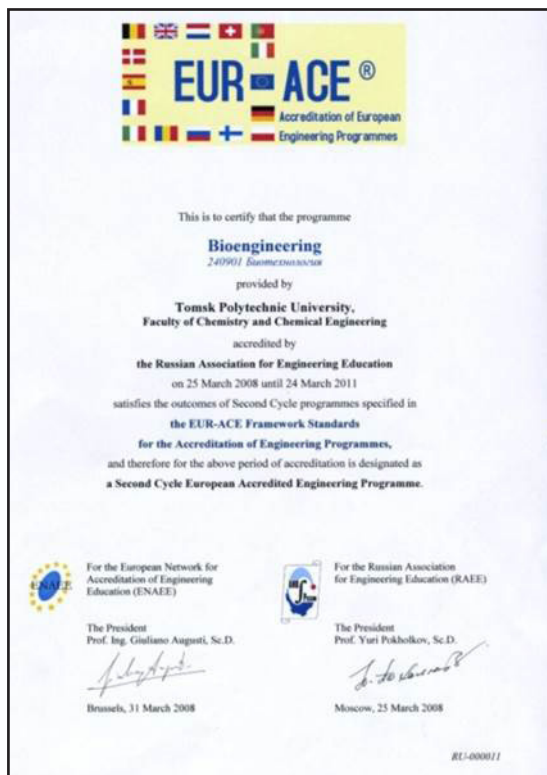 EUR ACE ®
Accreditation of European
Engineering Programmes
This is to certify that the programme
Bioengineering
240901 Биотехнология
provided by
Tomsk Polytechnic University,
Faculty of Chemistry and Chemical Engineering
accredited by
the Russian Association for Engineering Education
on 25 March 2008 until 24 March 2011
satisfies the outcomes of Second Cycle programmes specified in
the EUR-ACE Framework Standards
for the Accreditation of Engineering Programmes,
and therefore for the above period of accreditation is designated as
a Second Cycle European Accredited Engineering Programme.
ENAEE
For the European Network for
Accreditation of Engineering
Education (ENAEE)
The President
Prof. Ing. Giuliano Augusti, Sc.D.
Brussels, 31 March 2008
For the Russian Association
for Engineering Education (RAEE)
The President
Prof. Yuri Pokholkov, Sc.D.
Moscow, 25 March 2008
RU-000011